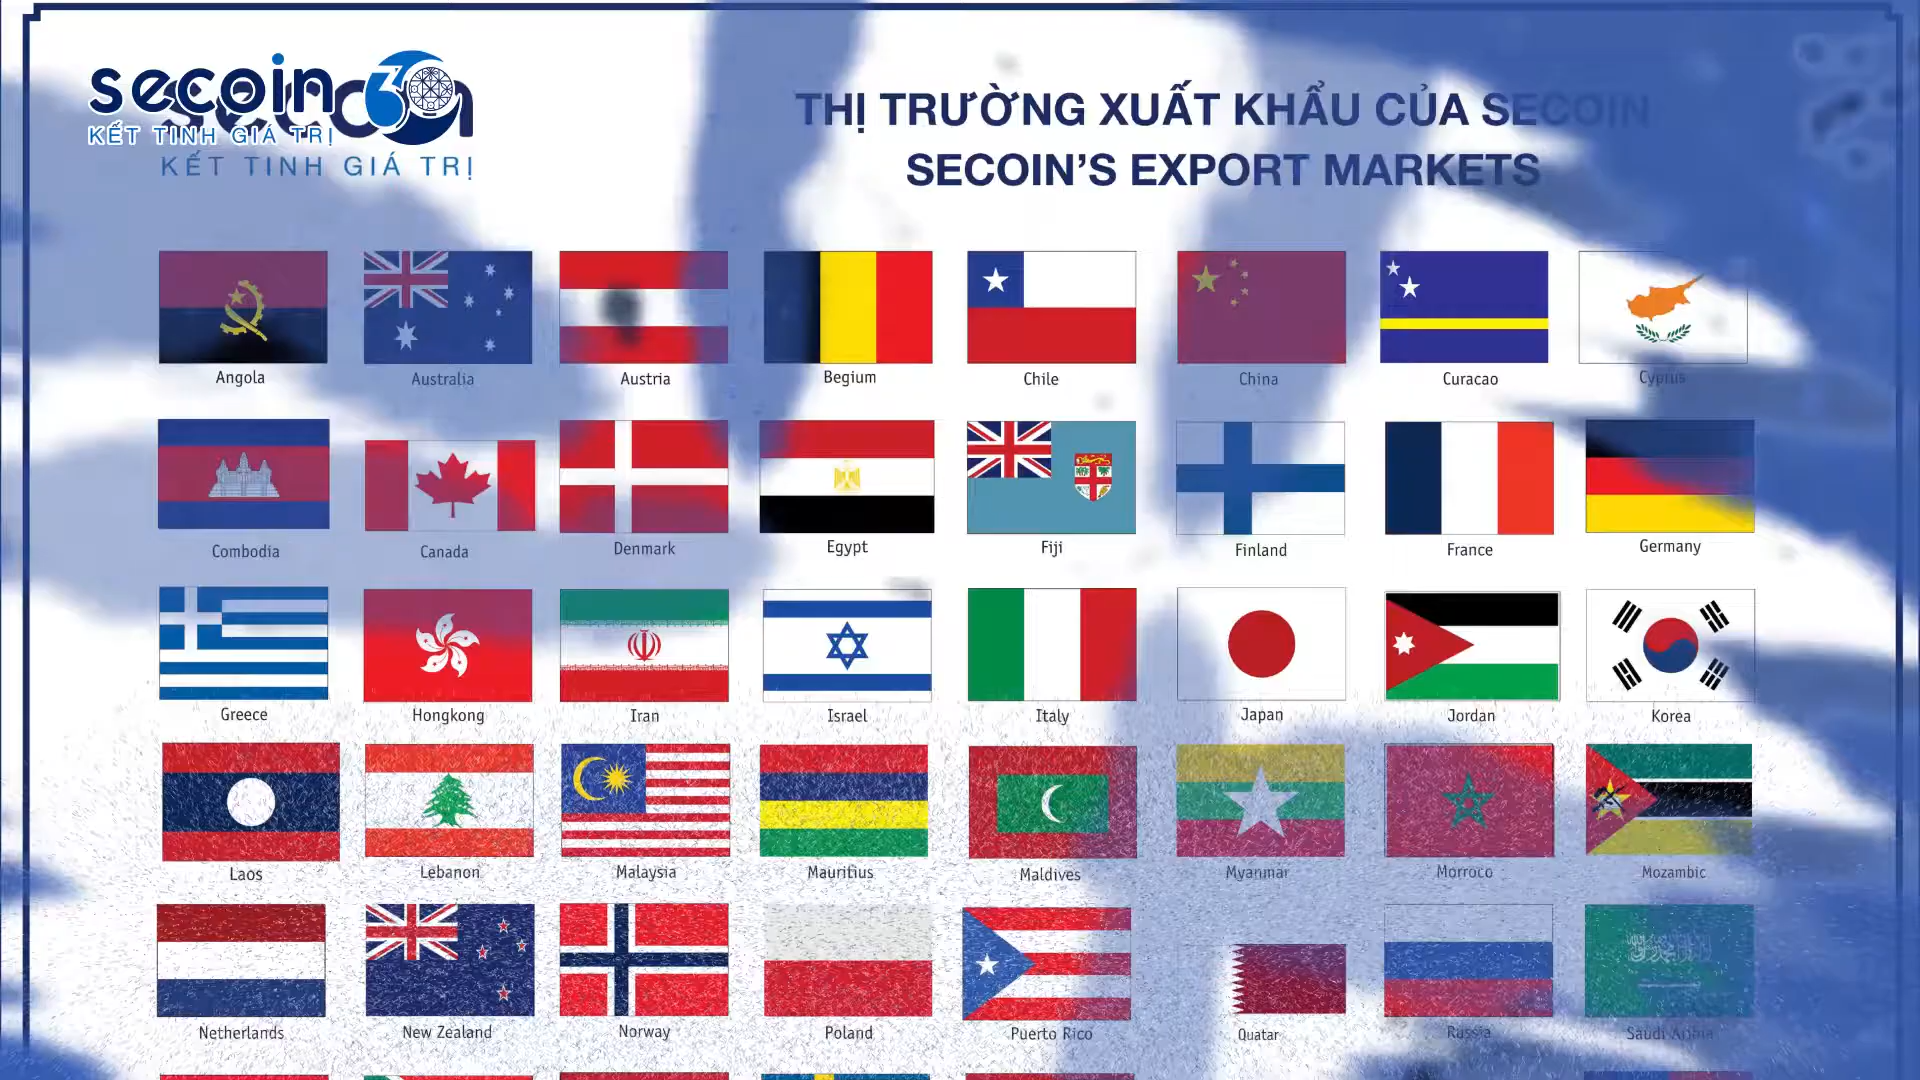 secoin 30
KẾT TINH GIÁ TRỊ
secoin
KẾT TINH GIÁ TRỊ
THỊ TRƯỜNG XUẤT KHẨU CỦA SECOIN
SECOIN'S EXPORT MARKETS
Angola Australia Austria Begium Chile China Curacao Cyprus
Combodia Canada Denmark Egypt Fiji Finland France Germany
Greece Hongkong Iran Israel Italy Japan Jordan Korea
Laos Lebanon Malaysia Mauritius Maldives Myanmar Morroco Mozambic
Netherlands New Zealand Norway Poland Puerto Rico Quatar Russia Saudi Aribia